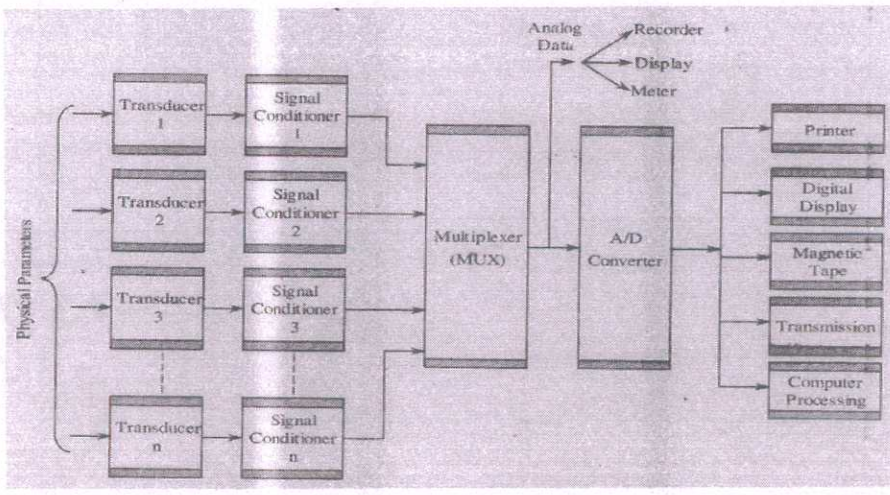 Analog
Data
Recorder
Display
Meter
Physical Parameters
Transducer
1
Signal
Conditioner
1
Transducer
2
Signal
Conditioner
2
Transducer
3
Signal
Conditioner
3
Transducer
n
Signal
Conditioner
n
Multiplexer
(MUX)
A/D
Converter
Printer
Digital
Display
Magnetic
Tape
Transmission
Computer
Processing